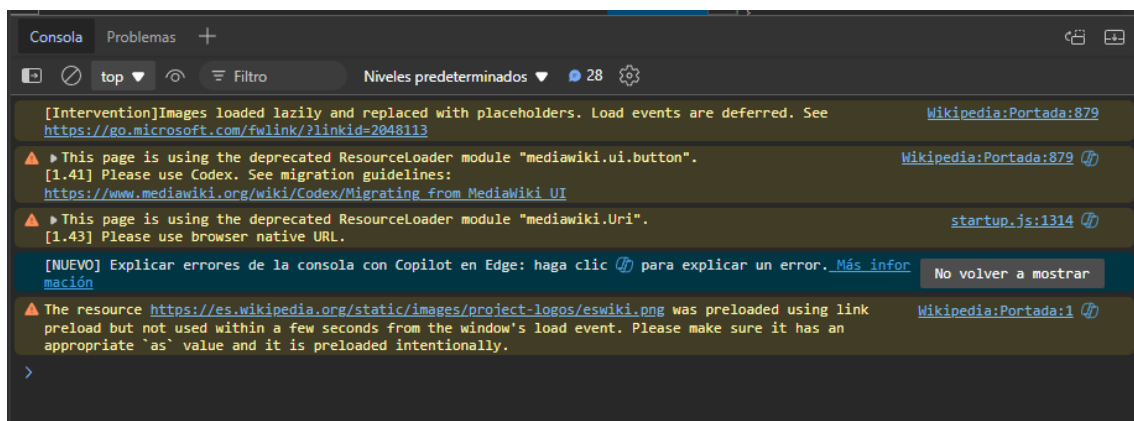 Consola Problemas
top Filtro Niveles predeterminados 28
[Intervention]Images loaded lazily and replaced with placeholders. Load events are deferred. See Wikipedia:Portada:879
https://go.microsoft.com/fwlink/?linkid=2048113
This page is using the deprecated ResourceLoader module "mediawiki.ui.button". Wikipedia:Portada:879
[1.41] Please use Codex. See migration guidelines:
https://www.mediawiki.org/wiki/Codex/Migrating_from_MediaWiki_UI
This page is using the deprecated ResourceLoader module "mediawiki.Uri". startup.js:1314
[1.43] Please use browser native URL.
[NUEVO] Explicar errores de la consola con Copilot en Edge: haga clic para explicar un error. Más infor
mación No volver a mostrar
The resource https://es.wikipedia.org/static/images/project-logos/eswiki.png was preloaded using link Wikipedia:Portada:1
preload but not used within a few seconds from the window's load event. Please make sure it has an
appropriate `as` value and it is preloaded intentionally.